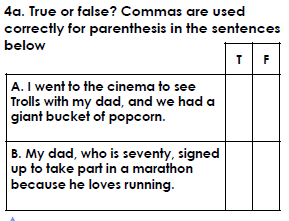 4a. True or false? Commas are used
correctly for parenthesis in the sentences
below
T F
A. I went to the cinema to see
Trolls with my dad, and we had a
giant bucket of popcorn.
B. My dad, who is seventy, signed
up to take part in a marathon
because he loves running.